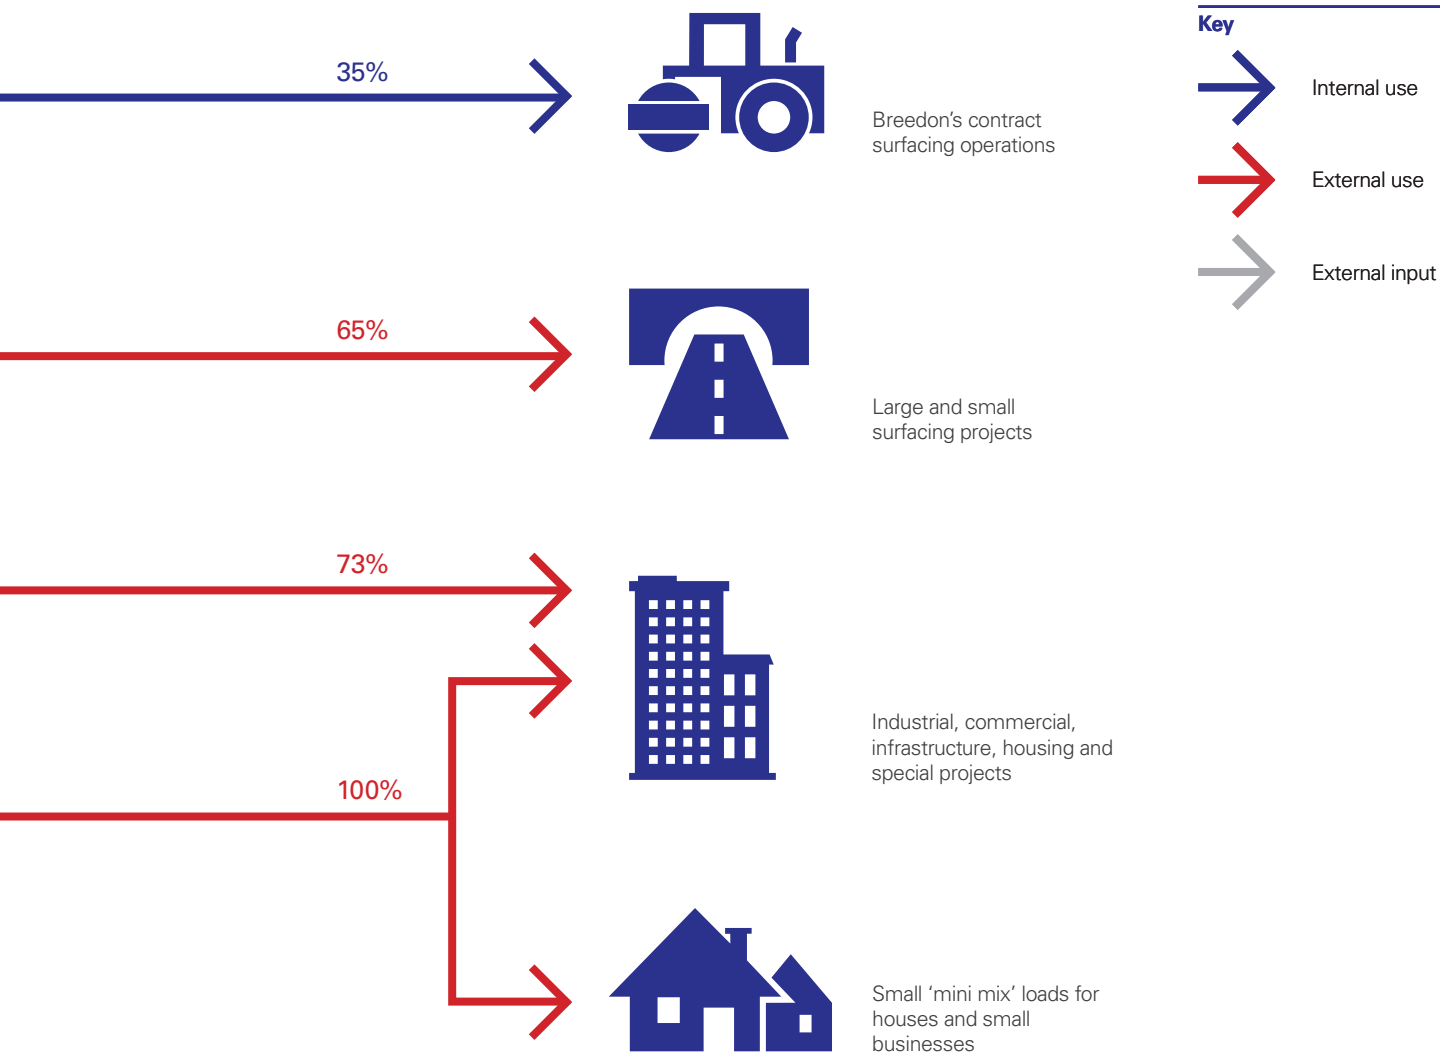 35%
Breedon’s contract
surfacing operations
65%
Large and small
surfacing projects
73%
Industrial, commercial,
infrastructure, housing and
special projects
100%
Small ‘mini mix’ loads for
houses and small
businesses
Key
Internal use
External use
External input